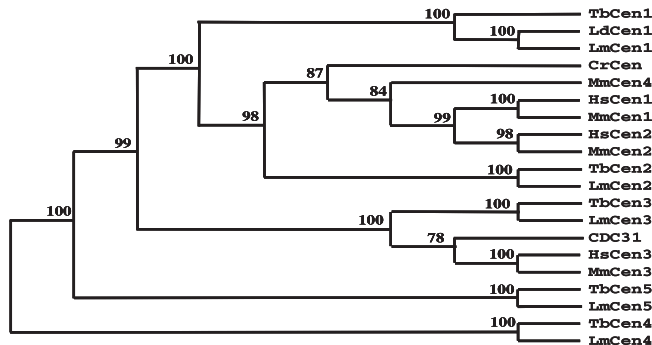 100 TbCen1
100 LdCen1
LmCen1
100
87 CrCen
84 MmCen4
100 HsCen1
99 MmCen1
98 98 HsCen2
99 MmCen2
100 TbCen2
LmCen2
100 TbCen3
100 LmCen3
100 78 CDC31
100 HsCen3
MmCen3
100 TbCen5
LmCen5
100 TbCen4
LmCen4